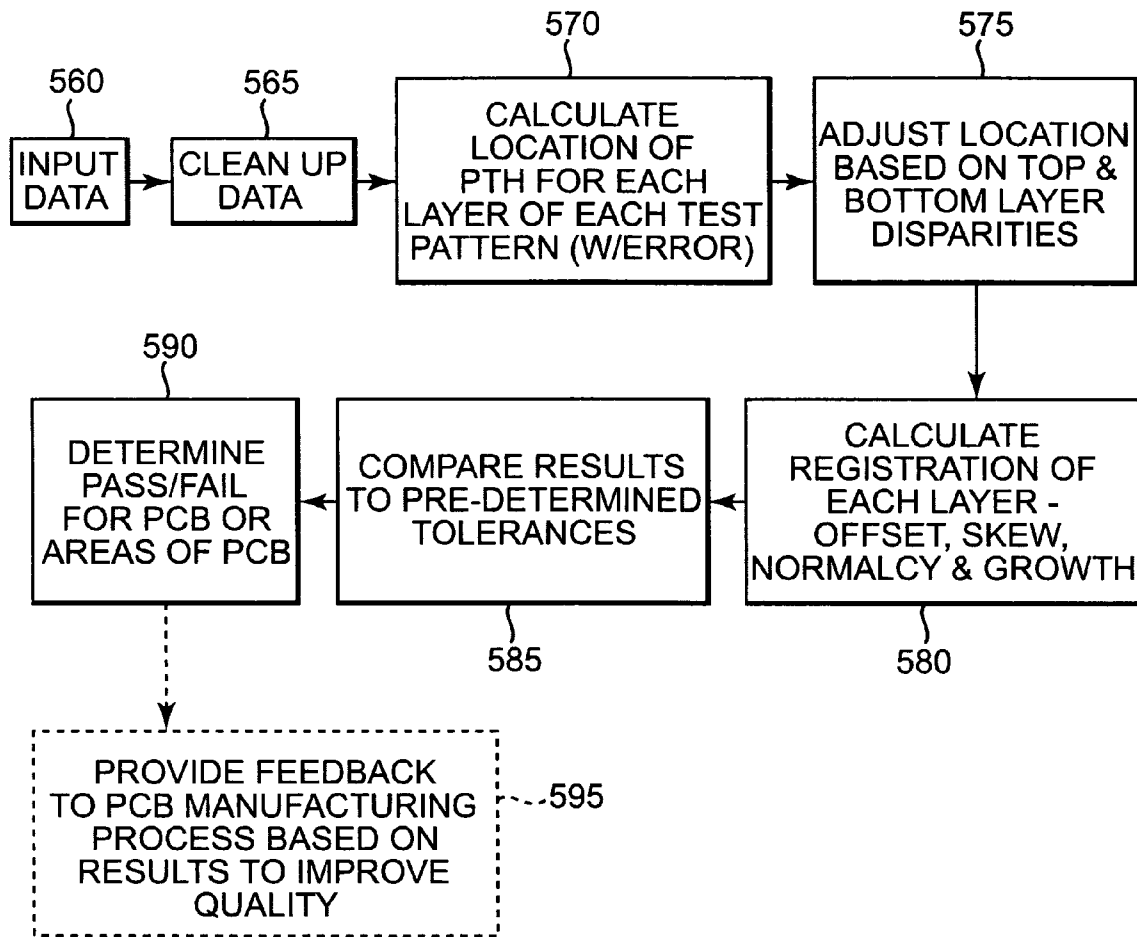 560
INPUT
DATA
565
CLEAN UP
DATA
570
CALCULATE
LOCATION OF
PTH FOR EACH
LAYER OF EACH TEST
PATTERN (W/ERROR)
575
ADJUST LOCATION
BASED ON TOP &
BOTTOM LAYER
DISPARITIES
CALCULATE
REGISTRATION OF
EACH LAYER -
OFFSET, SKEW,
NORMALCY & GROWTH
580
COMPARE RESULTS
TO PRE-DETERMINED
TOLERANCES
585
590
DETERMINE
PASS/FAIL
FOR PCB OR
AREAS OF PCB
PROVIDE FEEDBACK
TO PCB MANUFACTURING
PROCESS BASED ON
RESULTS TO IMPROVE
QUALITY
595